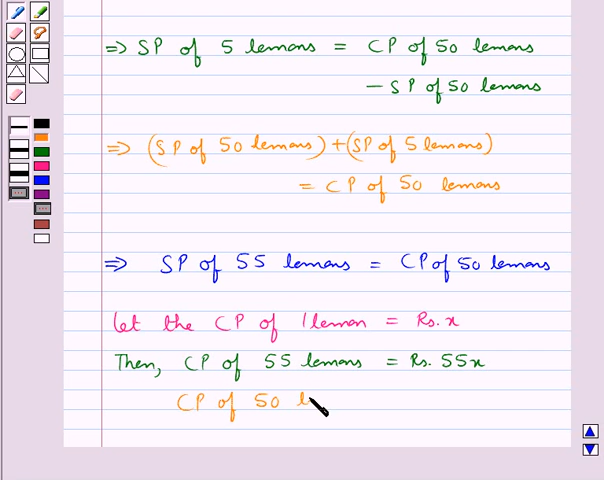 ⇒ SP of 5 lemons = CP of 50 lemons
- SP of 50 lemons
⇒ (SP of 50 lemons) + (SP of 5 lemons)
= CP of 50 lemons
⇒ SP of 55 lemons = CP of 50 lemons
Let the CP of 1 lemon = Rs. x
Then, CP of 55 lemons = Rs. 55x
CP of 50 l